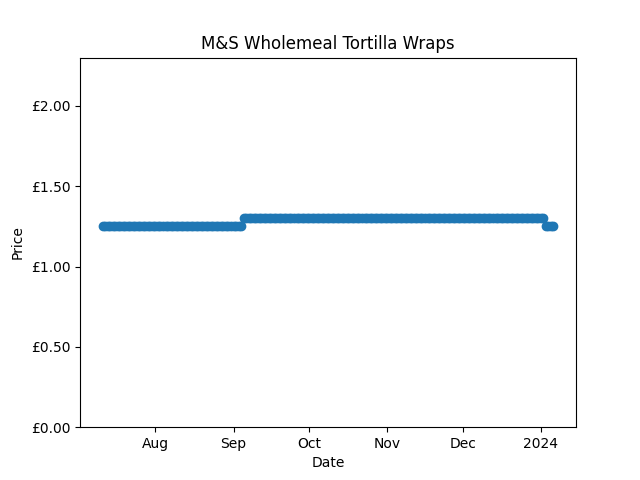 M&S Wholemeal Tortilla Wraps
Price
£2.00
£1.50
£1.00
£0.50
£0.00
Aug Sep Oct Nov Dec 2024
Date